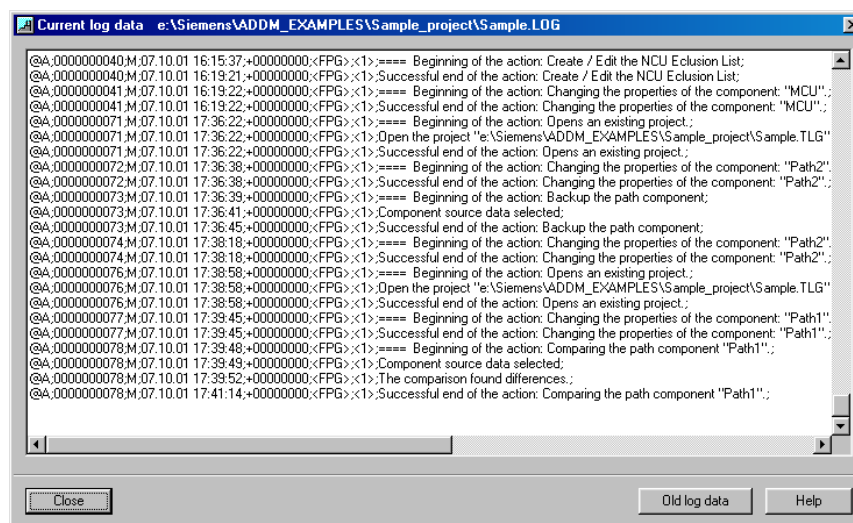 Current log data e:\Siemens\ADDM_EXAMPLES\Sample_project\Sample.LOG
@A;0000000040;M;07.10.01 16:15:37;+00000000;<FPG>;<1>;==== Beginning of the action: Create / Edit the NCU Eclusion List;
@A;0000000040;M;07.10.01 16:19:21;+00000000;<FPG>;<1>;Successful end of the action: Create / Edit the NCU Eclusion List;
@A;0000000041;M;07.10.01 16:19:22;+00000000;<FPG>;<1>;==== Beginning of the action: Changing the properties of the component: "MCU".;
@A;0000000041;M;07.10.01 16:19:22;+00000000;<FPG>;<1>;Successful end of the action: Changing the properties of the component: "MCU".;
@A;0000000071;M;07.10.01 17:36:22;+00000000;<FPG>;<1>;==== Beginning of the action: Opens an existing project.;
@A;0000000071;M;07.10.01 17:36:22;+00000000;<FPG>;<1>;Open the project "e:\Siemens\ADDM_EXAMPLES\Sample_project\Sample.TLG"
@A;0000000071;M;07.10.01 17:36:22;+00000000;<FPG>;<1>;Successful end of the action: Opens an existing project.;
@A;0000000072;M;07.10.01 17:36:38;+00000000;<FPG>;<1>;==== Beginning of the action: Changing the properties of the component: "Path2".
@A;0000000072;M;07.10.01 17:36:38;+00000000;<FPG>;<1>;Successful end of the action: Changing the properties of the component: "Path2".;
@A;0000000073;M;07.10.01 17:36:39;+00000000;<FPG>;<1>;==== Beginning of the action: Backup the path component;
@A;0000000073;M;07.10.01 17:36:41;+00000000;<FPG>;<1>;Component source data selected;
@A;0000000073;M;07.10.01 17:36:45;+00000000;<FPG>;<1>;Successful end of the action: Backup the path component;
@A;0000000074;M;07.10.01 17:38:18;+00000000;<FPG>;<1>;==== Beginning of the action: Changing the properties of the component: "Path2".
@A;0000000074;M;07.10.01 17:38:18;+00000000;<FPG>;<1>;Successful end of the action: Changing the properties of the component: "Path2".;
@A;0000000076;M;07.10.01 17:38:58;+00000000;<FPG>;<1>;==== Beginning of the action: Opens an existing project.;
@A;0000000076;M;07.10.01 17:38:58;+00000000;<FPG>;<1>;Open the project "e:\Siemens\ADDM_EXAMPLES\Sample_project\Sample.TLG"
@A;0000000076;M;07.10.01 17:38:58;+00000000;<FPG>;<1>;Successful end of the action: Opens an existing project.;
@A;0000000077;M;07.10.01 17:39:45;+00000000;<FPG>;<1>;==== Beginning of the action: Changing the properties of the component: "Path1".
@A;0000000077;M;07.10.01 17:39:45;+00000000;<FPG>;<1>;Successful end of the action: Changing the properties of the component: "Path1".;
@A;0000000078;M;07.10.01 17:39:48;+00000000;<FPG>;<1>;==== Beginning of the action: Comparing the path component "Path1".;
@A;0000000078;M;07.10.01 17:39:49;+00000000;<FPG>;<1>;Component source data selected;
@A;0000000078;M;07.10.01 17:39:52;+00000000;<FPG>;<1>;The comparison found differences.;
@A;0000000078;M;07.10.01 17:41:14;+00000000;<FPG>;<1>;Successful end of the action: Comparing the path component "Path1".;
Close Old log data Help